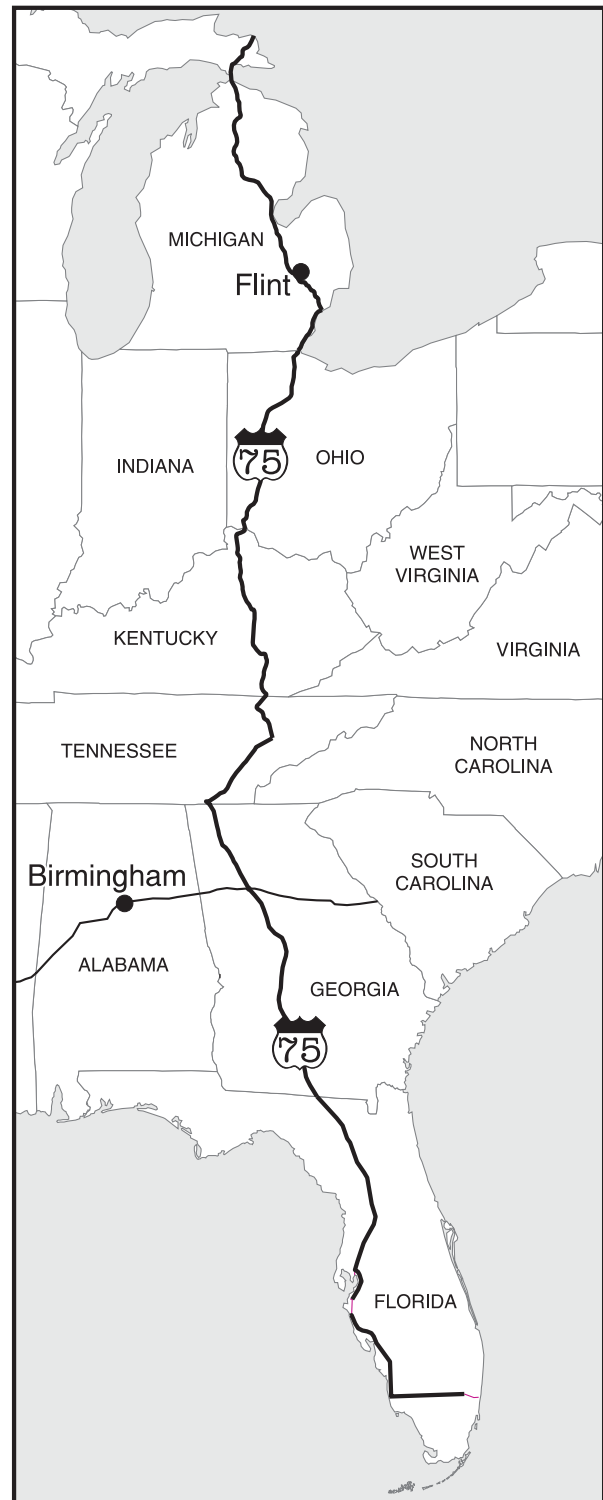 MICHIGAN
Flint
75
INDIANA
OHIO
WEST
VIRGINIA
KENTUCKY
VIRGINIA
TENNESSEE
NORTH
CAROLINA
Birmingham
SOUTH
CAROLINA
ALABAMA
GEORGIA
75
FLORIDA